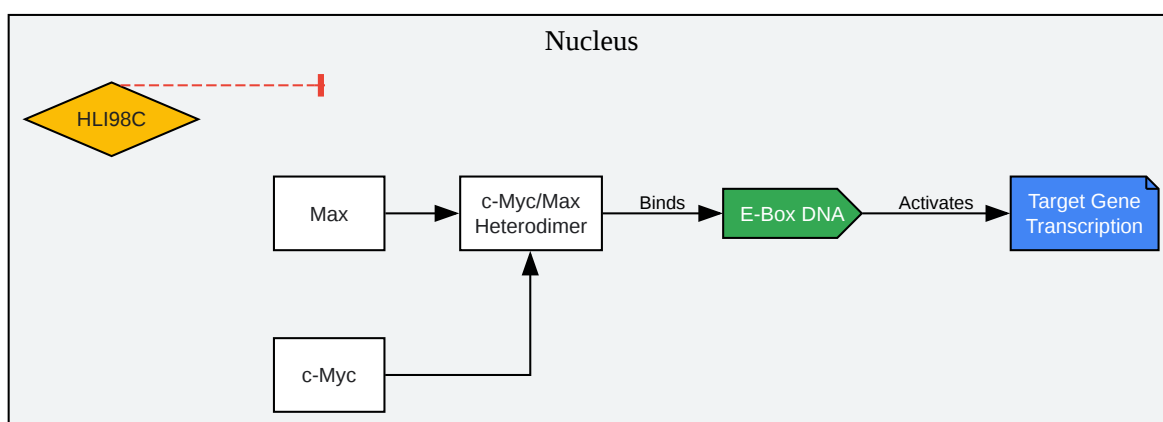 Nucleus
HLI98C
Max
c-Myc/Max
Heterodimer
Binds
E-Box DNA
Activates
Target Gene
Transcription
c-Myc